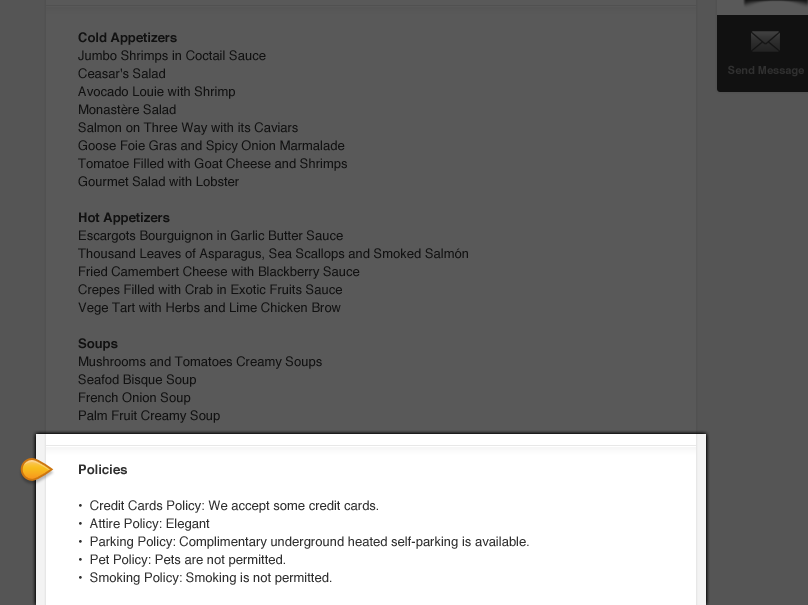 Cold Appetizers
Jumbo Shrimps in Coctail Sauce
Ceasar's Salad
Avocado Louie with Shrimp
Monastère Salad
Salmon on Three Way with its Caviars
Goose Foie Gras and Spicy Onion Marmalade
Tomatoe Filled with Goat Cheese and Shrimps
Gourmet Salad with Lobster
Hot Appetizers
Escargots Bourguignon in Garlic Butter Sauce
Thousand Leaves of Asparagus, Sea Scallops and Smoked Salmón
Fried Camembert Cheese with Blackberry Sauce
Crepes Filled with Crab in Exotic Fruits Sauce
Vege Tart with Herbs and Lime Chicken Brow
Soups
Mushrooms and Tomatoes Creamy Soups
Seafod Bisque Soup
French Onion Soup
Palm Fruit Creamy Soup
Policies
• Credit Cards Policy: We accept some credit cards.
• Attire Policy: Elegant
• Parking Policy: Complimentary underground heated self-parking is available.
• Pet Policy: Pets are not permitted.
• Smoking Policy: Smoking is not permitted.
Send Message